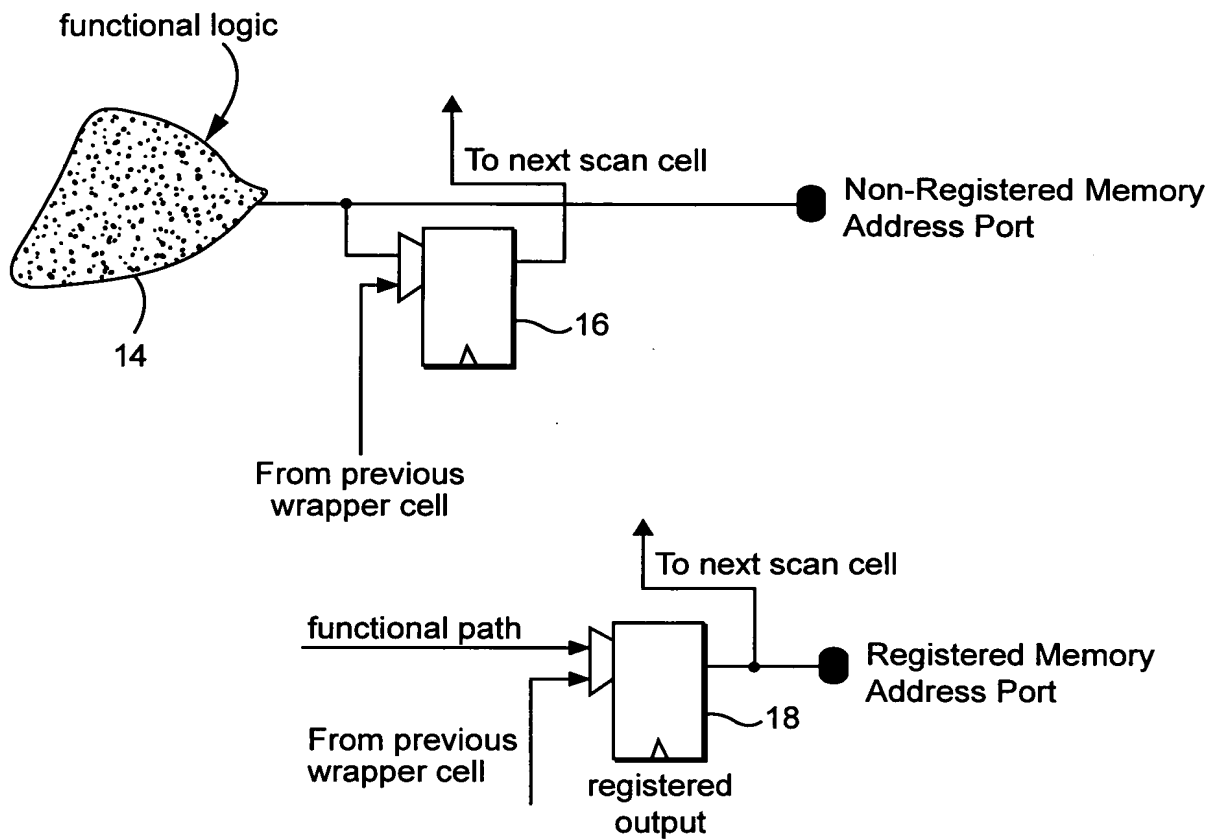 functional logic
To next scan cell
Non-Registered Memory
Address Port
16
14
From previous
wrapper cell
To next scan cell
functional path
Registered Memory
Address Port
18
From previous
wrapper cell
registered
output